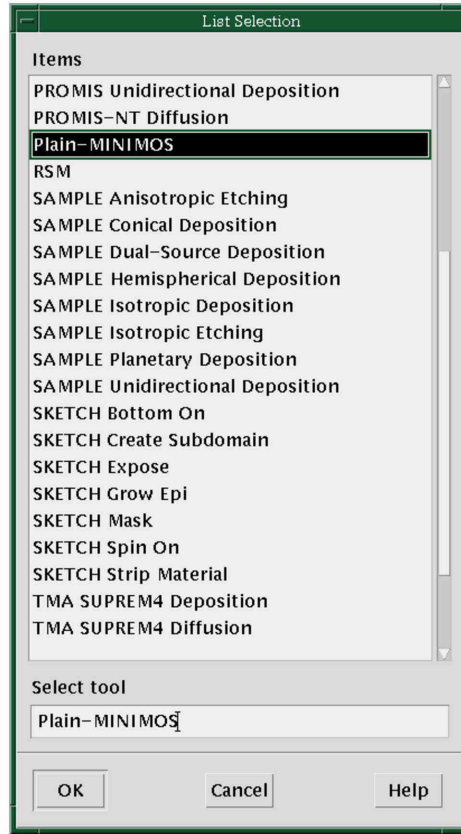 List Selection
Items
PROMIS Unidirectional Deposition
PROMIS-NT Diffusion
Plain-MINIMOS
RSM
SAMPLE Anisotropic Etching
SAMPLE Conical Deposition
SAMPLE Dual-Source Deposition
SAMPLE Hemispherical Deposition
SAMPLE Isotropic Deposition
SAMPLE Isotropic Etching
SAMPLE Planetary Deposition
SAMPLE Unidirectional Deposition
SKETCH Bottom On
SKETCH Create Subdomain
SKETCH Expose
SKETCH Grow Epi
SKETCH Mask
SKETCH Spin On
SKETCH Strip Material
TMA SUPREM4 Deposition
TMA SUPREM4 Diffusion
Select tool
Plain-MINIMOS
OK Cancel Help